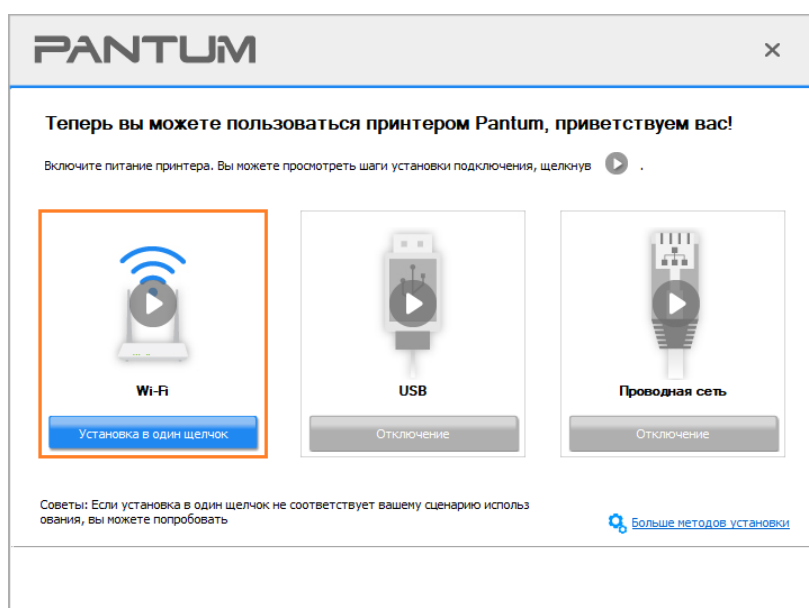 PANTUM
Теперь вы можете пользоваться принтером Pantum, приветствуем вас!
Включите питание принтера. Вы можете просмотреть шаги установки подключения, щелкнув .
Wi-Fi
Установка в один щелчок
USB
Отключение
Проводная сеть
Отключение
Советы: Если установка в один щелчок не соответствует вашему сценарию использ
ования, вы можете попробовать
Больше методов установки